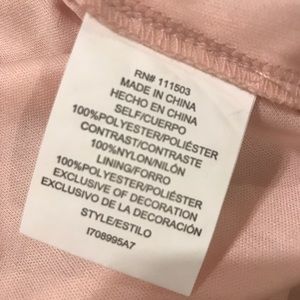 RN# 111503
MADE IN CHINA
HECHO EN CHINA
SELF/CUERPO
100%POLYESTER/POLIÉSTER
CONTRAST/CONTRASTE
100%NYLON/NILÓN
LINING/FORRO
100%POLYESTER/POLIÉSTER
EXCLUSIVE OF DECORATION
EXCLUSIVO DE LA DECORACIÓN
STYLE/ESTILO
I708995A7